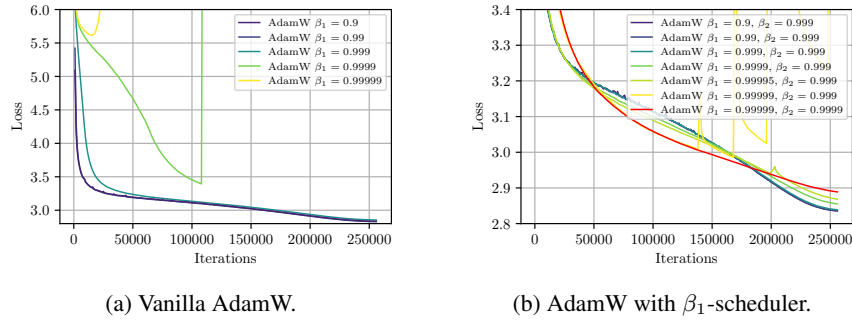 6.0
5.5
5.0
4.5
4.0
3.5
3.0
Loss
0
50000
100000
150000
200000
250000
Iterations
AdamW β₁ = 0.9
AdamW β₁ = 0.99
AdamW β₁ = 0.999
AdamW β₁ = 0.9999
AdamW β₁ = 0.99999
(a) Vanilla AdamW.
3.4
3.3
3.2
3.1
3.0
2.9
2.8
Loss
0
50000
100000
150000
200000
250000
Iterations
AdamW β₁ = 0.9, β₂ = 0.999
AdamW β₁ = 0.99, β₂ = 0.999
AdamW β₁ = 0.999, β₂ = 0.999
AdamW β₁ = 0.9999, β₂ = 0.999
AdamW β₁ = 0.99995, β₂ = 0.999
AdamW β₁ = 0.99999, β₂ = 0.999
AdamW β₁ = 0.99999, β₂ = 0.9999
(b) AdamW with β₁-scheduler.